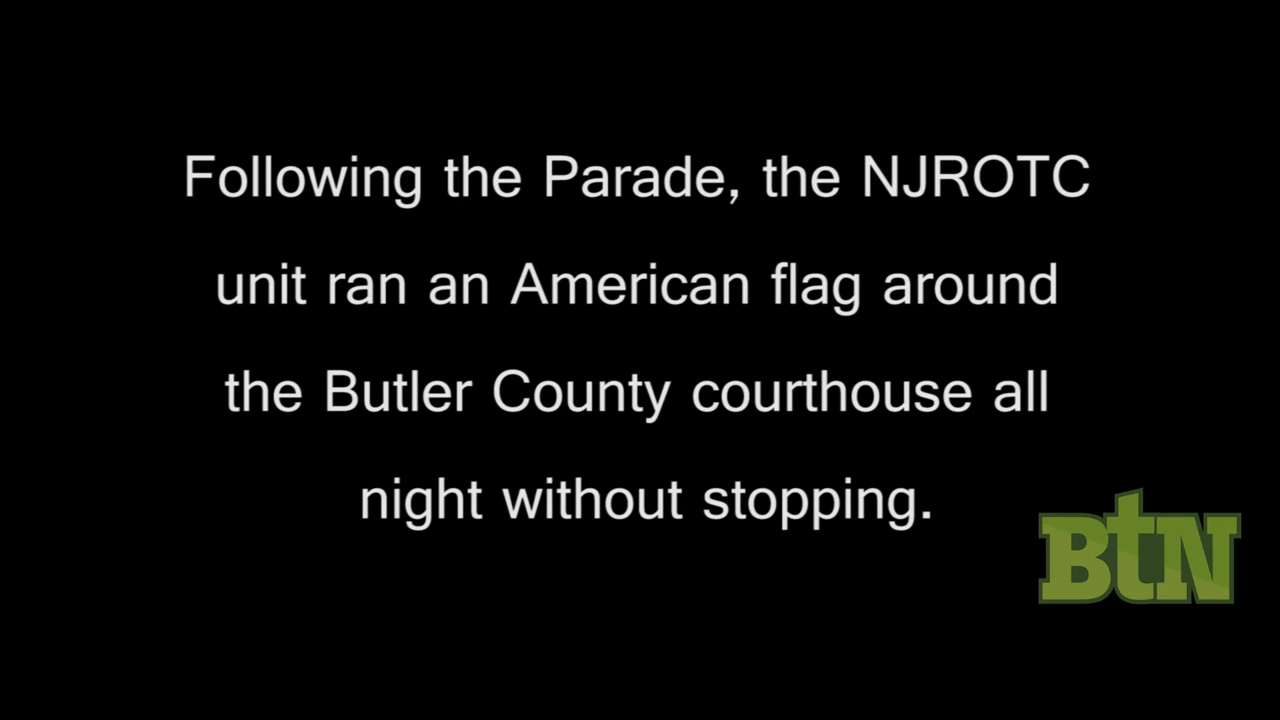 Following the Parade, the NJROTC
unit ran an American flag around
the Butler County courthouse all
night without stopping.
BtN